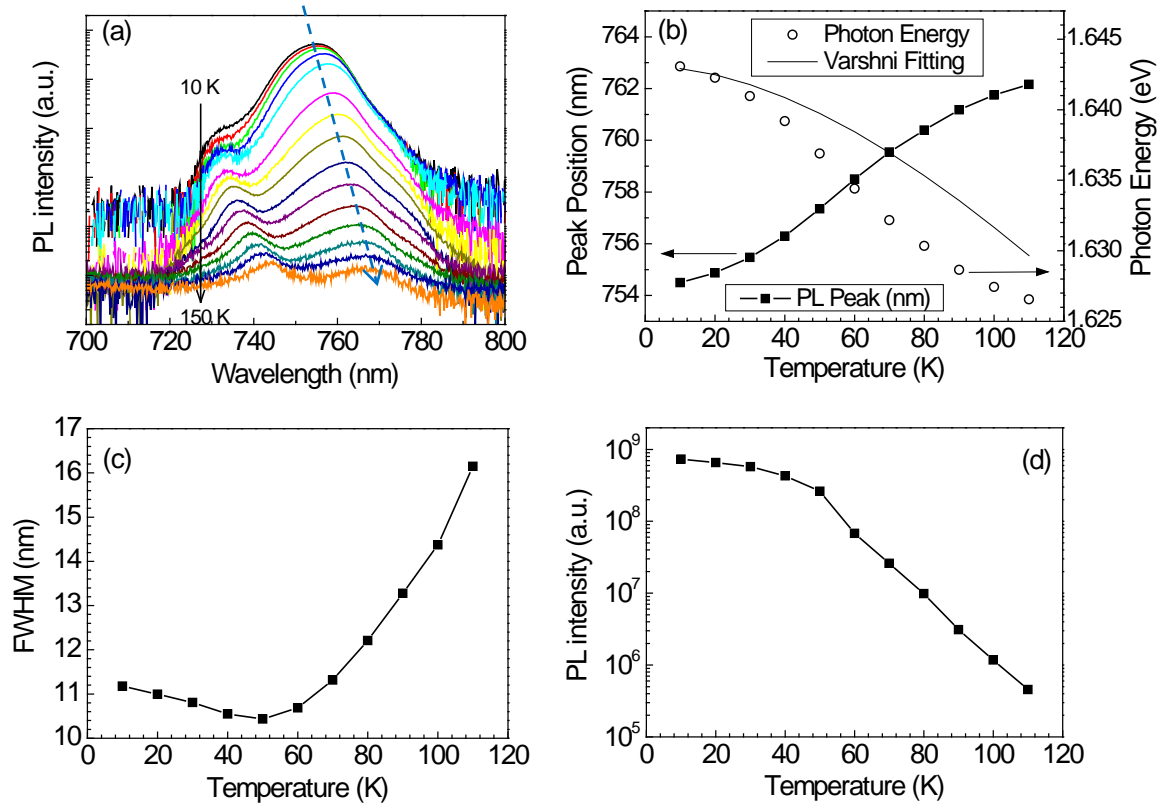 (a)
PL intensity (a.u.)
10 K
150 K
700 720 740 760 780 800
Wavelength (nm)
(b)
Photon Energy
Varshni Fitting
PL Peak (nm)
764
762
760
758
756
754
Peak Position (nm)
1.645
1.640
1.635
1.630
1.625
Photon Energy (eV)
0 20 40 60 80 100 120
Temperature (K)
(c)
17
16
15
14
13
12
11
10
FWHM (nm)
0 20 40 60 80 100 120
Temperature (K)
(d)
10⁹
10⁸
10⁷
10⁶
10⁵
PL intensity (a.u.)
0 20 40 60 80 100 120
Temperature (K)